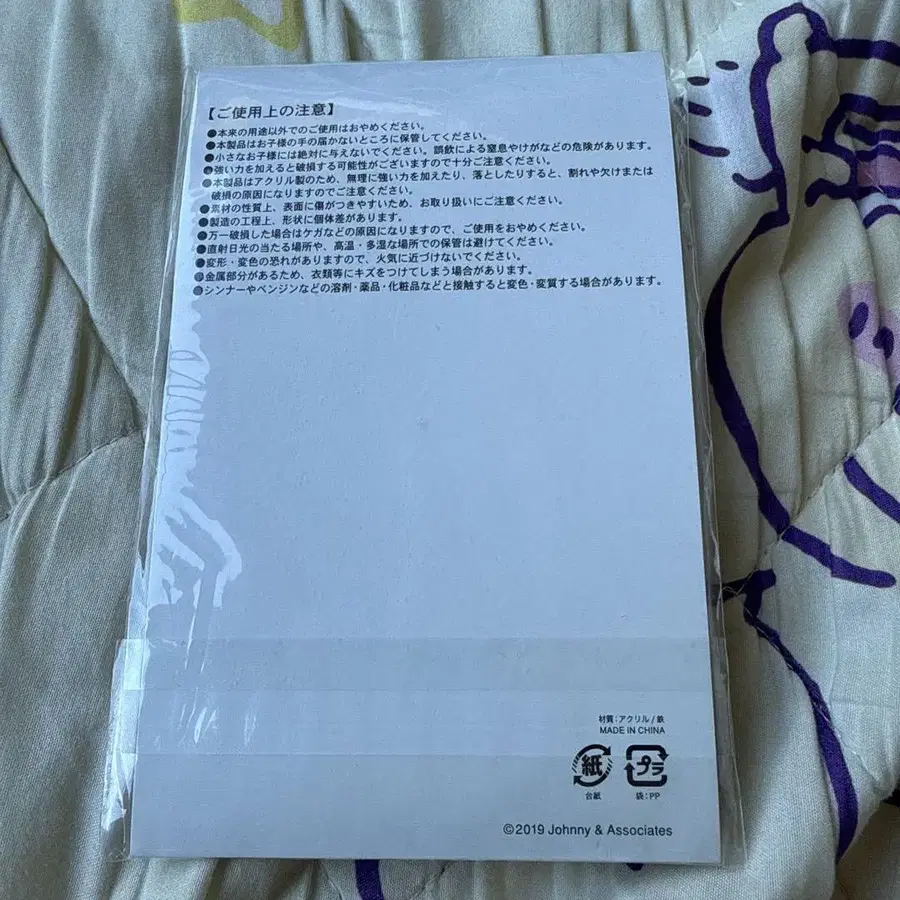 【ご使用上の注意】
●本来の用途以外でのご使用はおやめください。
●本製品はお子様の手の届かないところに保管してください。
●小さなお子様には絶対に与えないでください。誤飲による窒息やけがなどの危険があります。
●強い力を加えると破損する可能性がございますので十分ご注意ください。
●本製品はアクリル製のため、無理に強い力を加えたり、落としたりすると、割れや欠けまたは
破損の原因になりますのでご注意ください。
●素材の性質上、表面に傷がつきやすいため、お取り扱いにご注意ください。
●製造の工程上、形状に個体差があります。
●万一破損した場合はケガなどの原因になりますので、ご使用をおやめください。
●直射日光の当たる場所や、高温・多湿な場所での保管は避けてください。
●変形・変色の恐れがありますので、火気に近づけないでください。
●金属部分があるため、衣類等にキズをつけてしまう場合があります。
●シンナーやベンジンなどの溶剤・薬品・化粧品などと接触すると変色・変質する場合があります。
材質：アクリル / 鉄
MADE IN CHINA
紙 プラ
台紙 袋：PP
©2019 Johnny & Associates